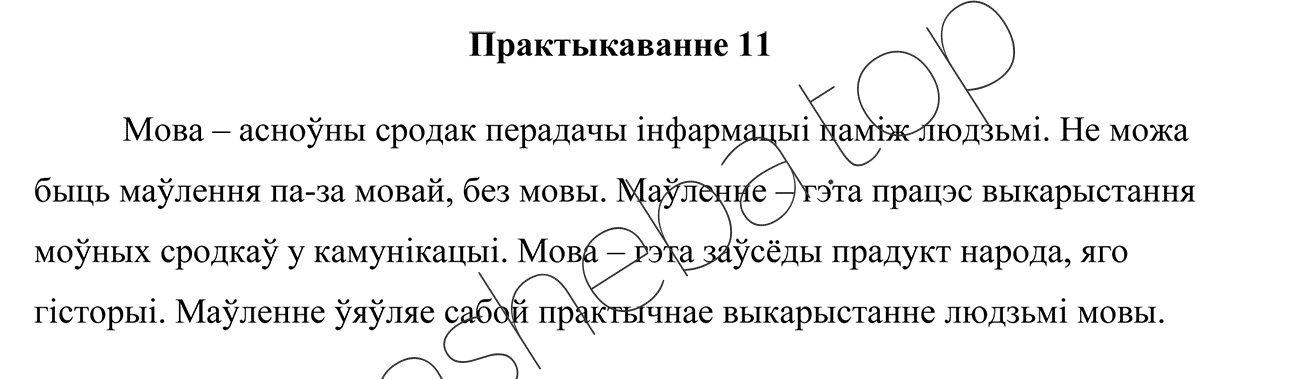 Практыкаванне 11
Мова – асноўны сродак перадачы інфармацыі паміж людзьмі. Не можа
быць маўлення па-за мовай, без мовы. Маўленне – гэта працэс выкарыстання
моўных сродкаў у камунікацыі. Мова – гэта заўсёды прадукт народа, яго
гісторыі. Маўленне ўяўляе сабой практычнае выкарыстанне людзьмі мовы.